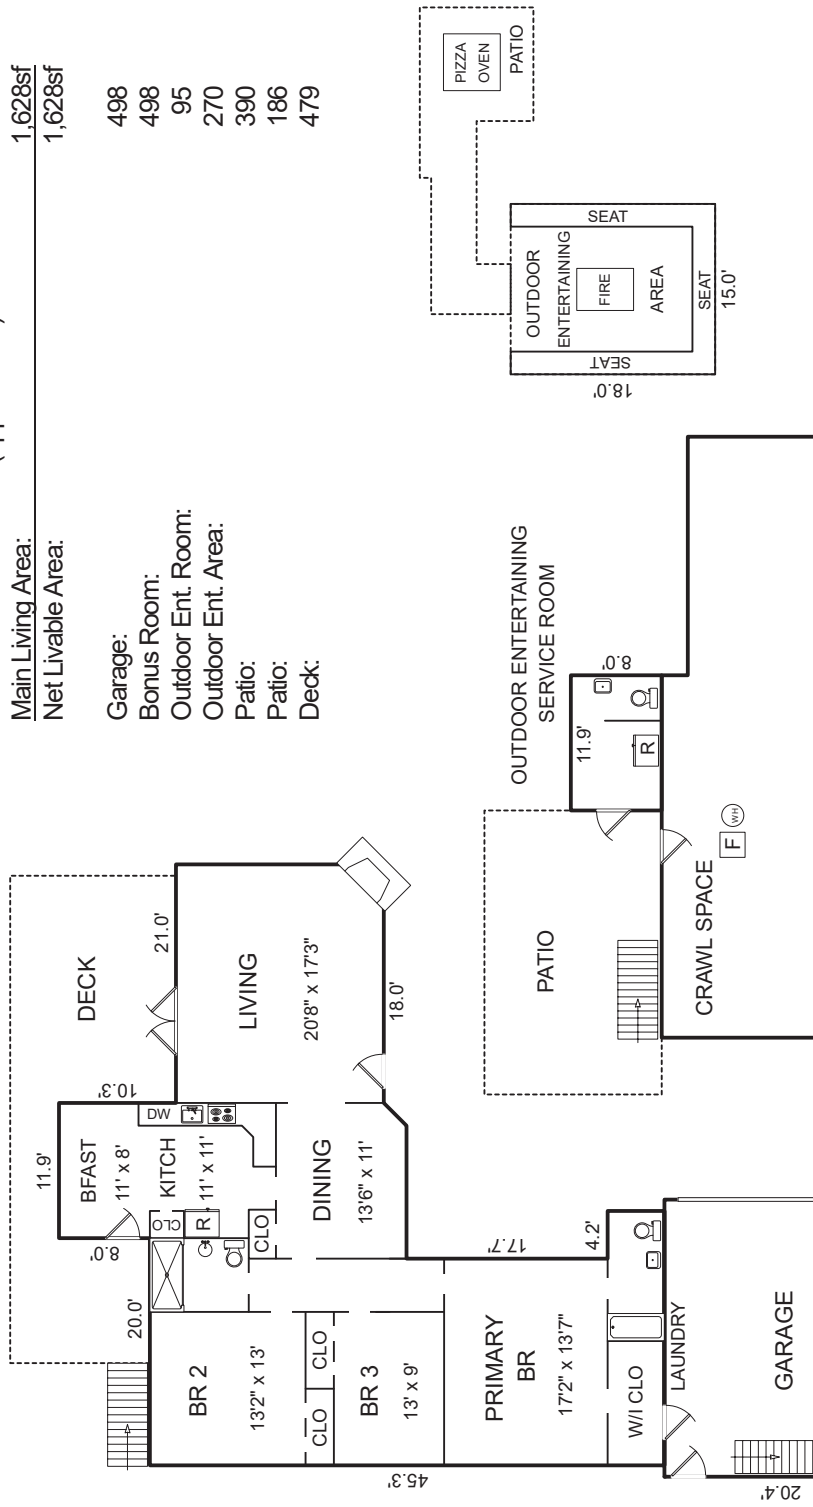 Main Living Area: 1,628sf
Net Livable Area: 1,628sf
Garage: 498
Bonus Room: 498
Outdoor Ent. Room: 95
Outdoor Ent. Area: 270
Patio: 390
Patio: 186
Deck: 479
DECK
21.0'
10.3'
11.9'
BFAST
11' x 8'
8.0'
DW
KITCH
11' x 11'
CLO
R
CLO
LIVING
20'8" x 17'3"
18.0'
DINING
13'6" x 11'
20.0'
BR 2
13'2" x 13'
CLO
CLO
BR 3
13' x 9'
45.3'
17.7'
PRIMARY
BR
17'2" x 13'7"
4.2'
W/I CLO
LAUNDRY
GARAGE
20.4'
PIZZA
OVEN
PATIO
OUTDOOR
ENTERTAINING
FIRE
AREA
SEAT
SEAT
SEAT
18.0'
15.0'
OUTDOOR ENTERTAINING
SERVICE ROOM
11.9'
8.0'
R
PATIO
CRAWL SPACE
F
WH